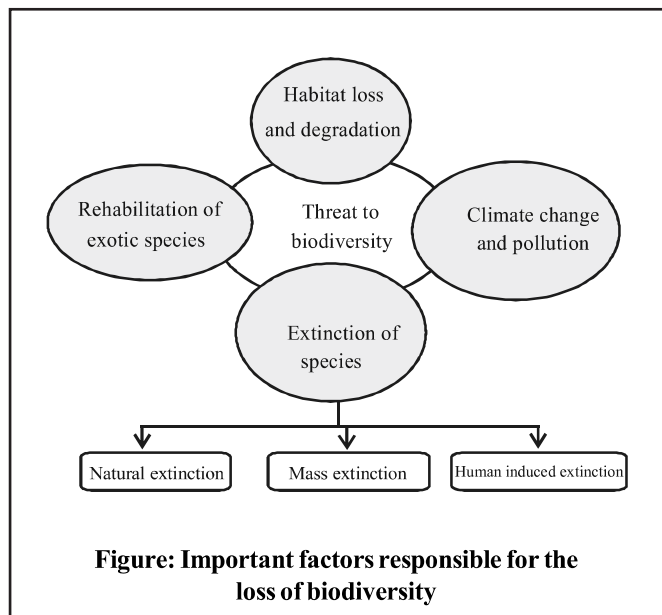 Habitat loss
and degradation
Rehabilitation of
exotic species
Threat to
biodiversity
Climate change
and pollution
Extinction of
species
Natural extinction
Mass extinction
Human induced extinction
Figure: Important factors responsible for the
loss of biodiversity